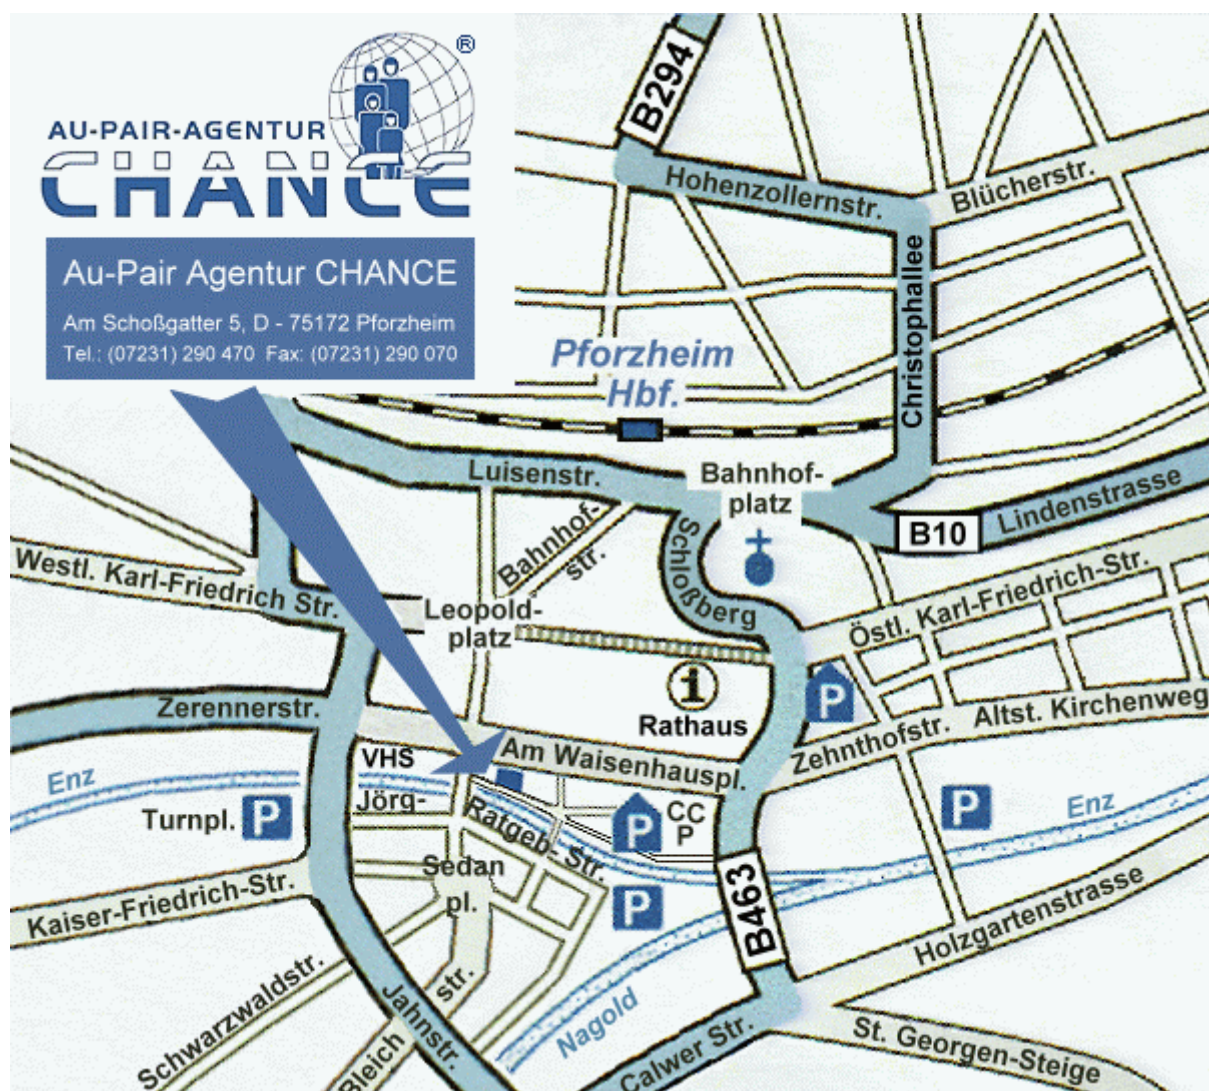 ®
AU-PAIR-AGENTUR
CHANCE
Au-Pair Agentur CHANCE
Am Schoßgatter 5, D - 75172 Pforzheim
Tel.: (07231) 290 470 Fax: (07231) 290 070
B294
Hohenzollernstr.
Blücherstr.
Christophallee
Pforzheim
Hbf.
Luisenstr.
Bahnhof-
platz
B10
Lindenstrasse
Bahnhof-
str.
Schloßberg
Westl. Karl-Friedrich Str.
Leopold-
platz
Östl. Karl-Friedrich-Str.
i
Rathaus
P
Zerennerstr.
Altst. Kirchenweg
Zehnthofstr.
Am Waisenhauspl.
VHS
Enz
Jörg-
Ratgeb- Str.
Turnpl.
P
P
CC
P
P
Enz
Sedan
pl.
P
Kaiser-Friedrich-Str.
B463
Holzgartenstrasse
Schwarzwaldstr.
Jahnstr.
Bleich
str.
Nagold
Calwer Str.
St. Georgen-Steige